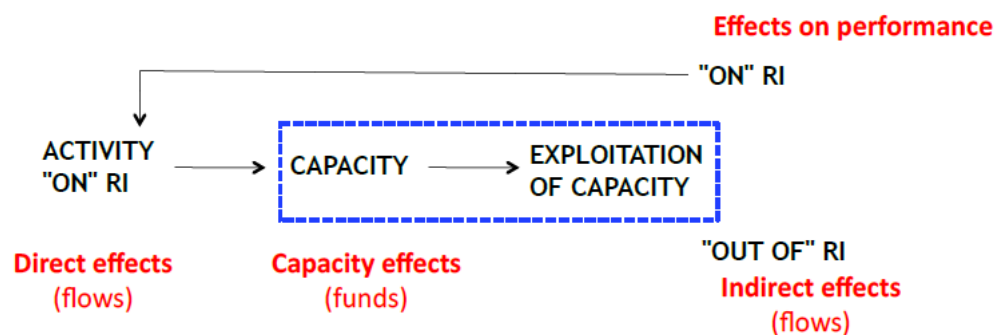 Effects on performance
"ON" RI
ACTIVITY
"ON" RI
CAPACITY
EXPLOITATION
OF CAPACITY
"OUT OF" RI
Direct effects
(flows)
Capacity effects
(funds)
Indirect effects
(flows)